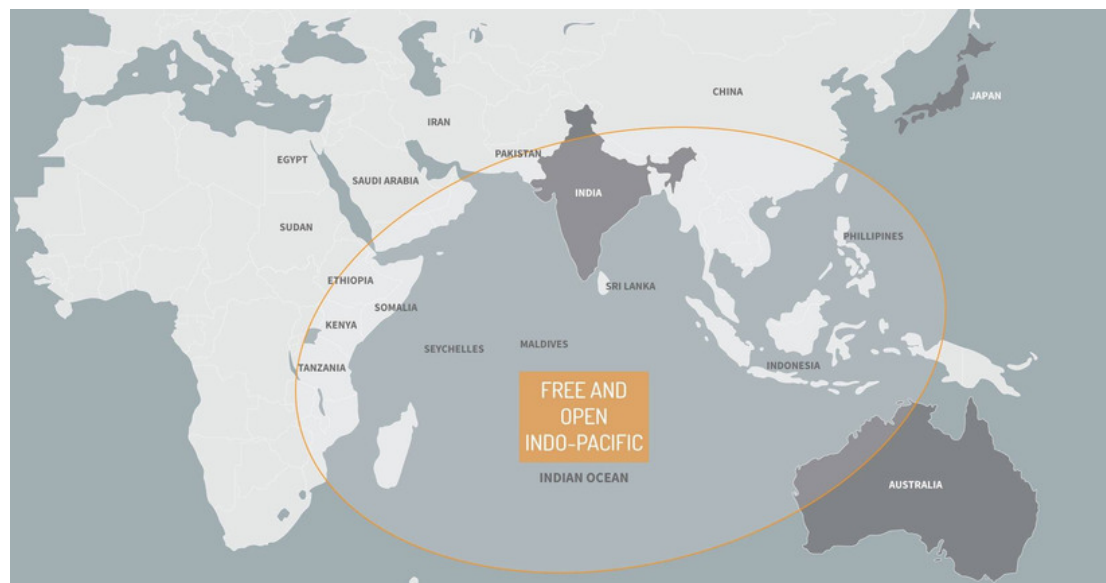 CHINA
JAPAN
IRAN
PAKISTAN
EGYPT
SAUDI ARABIA
INDIA
SUDAN
PHILLIPINES
ETHIOPIA
SRI LANKA
SOMALIA
KENYA
SEYCHELLES
MALDIVES
TANZANIA
INDONESIA
FREE AND
OPEN
INDO-PACIFIC
INDIAN OCEAN
AUSTRALIA